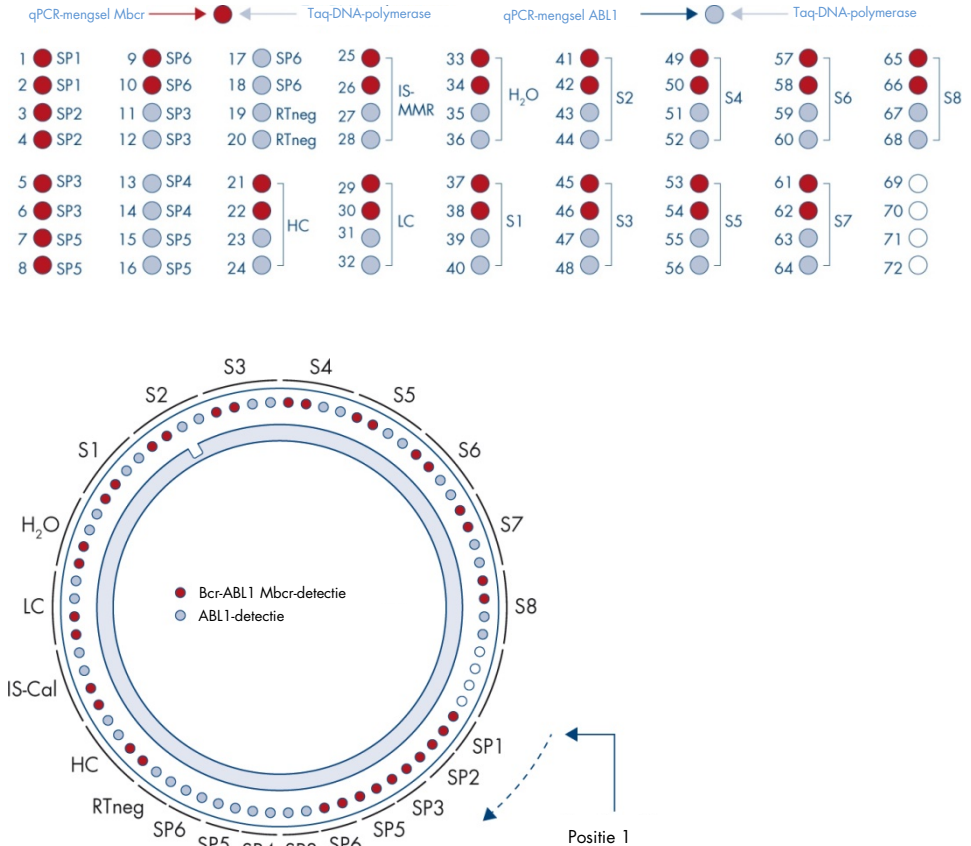 qPCR-mengsel Mbcr Taq-DNA-polymerase qPCR-mengsel ABL1 Taq-DNA-polymerase
1 SP1 9 SP6 17 SP6 25 33 41 49 57 65
2 SP1 10 SP6 18 SP6 26 IS- 34 H₂O 42 S2 50 S4 58 S6 66 S8
3 SP2 11 SP3 19 RTneg 27 MMR 35 43 51 59 67
4 SP2 12 SP3 20 RTneg 28 36 44 52 60 68
5 SP3 13 SP4 21 29 37 45 53 61 69
6 SP3 14 SP4 22 HC 30 LC 38 S1 46 S3 54 S5 62 S7 70
7 SP5 15 SP5 23 31 39 47 55 63 71
8 SP5 16 SP5 24 32 40 48 56 64 72
S3 S4
S2 S5
S1 S6
H₂O S7
Bcr-ABL1 Mbcr-detectie
LC S8
ABL1-detectie
IS-Cal
SP1
HC SP2
RTneg SP3
SP6 SP5
SP5 SP4 SP3 SP6
Positie 1